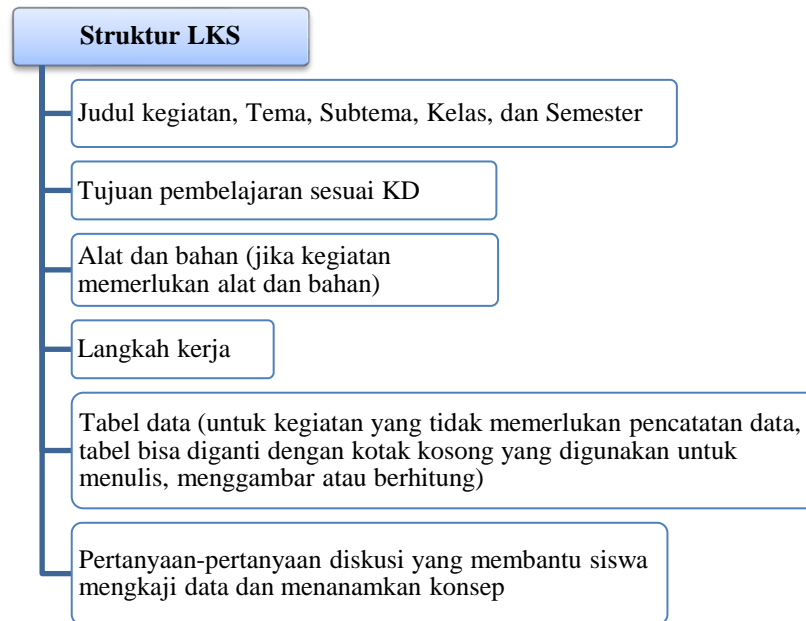 Struktur LKS
Judul kegiatan, Tema, Subtema, Kelas, dan Semester
Tujuan pembelajaran sesuai KD
Alat dan bahan (jika kegiatan
memerlukan alat dan bahan)
Langkah kerja
Tabel data (untuk kegiatan yang tidak memerlukan pencatatan data,
tabel bisa diganti dengan kotak kosong yang digunakan untuk
menulis, menggambar atau berhitung)
Pertanyaan-pertanyaan diskusi yang membantu siswa
mengkaji data dan menanamkan konsep